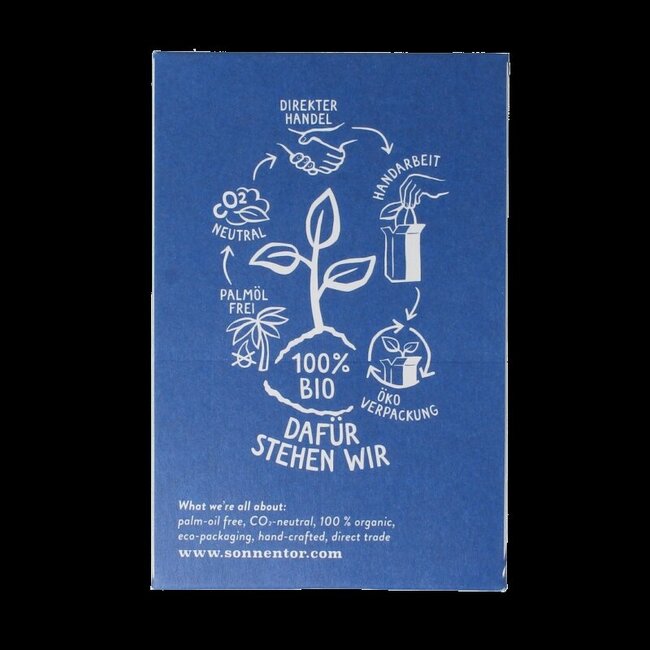 DIREKTER
HANDEL
HANDARBEIT
CO2
NEUTRAL
PALMÖL
FREI
100%
BIO
ÖKO
VERPACKUNG
DAFÜR
STEHEN WIR
What we're all about:
palm-oil free, CO₂-neutral, 100 % organic,
eco-packaging, hand-crafted, direct trade
www.sonnentor.com